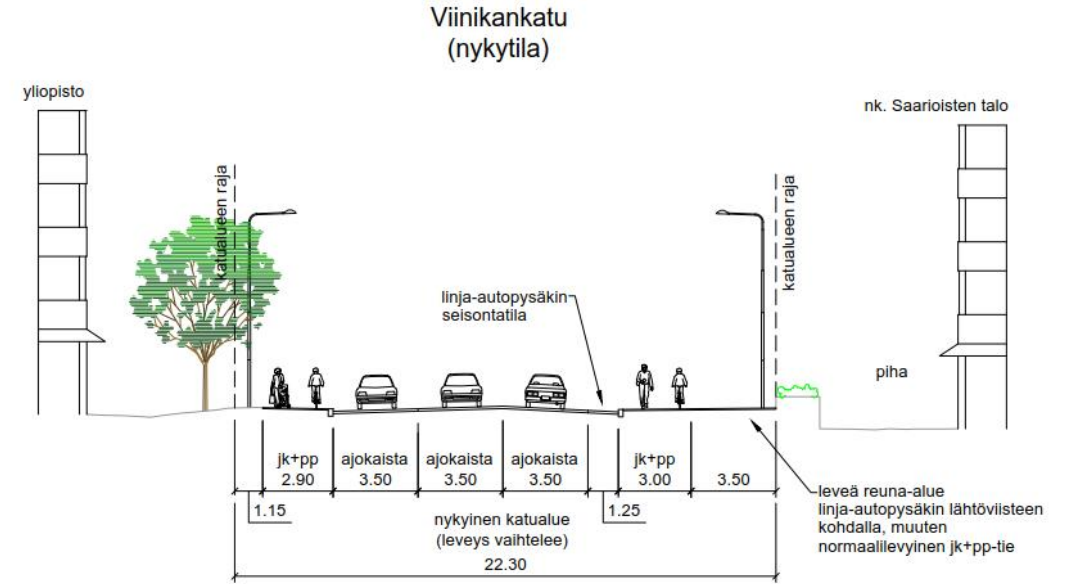 Viinikankatu
(nykytila)
yliopisto
nk. Saarioisten talo
katualueen raja
katualueen raja
linja-autopysäkin
seisontatila
piha
jk+pp
2.90
ajokaista
3.50
ajokaista
3.50
ajokaista
3.50
jk+pp
3.00
3.50
1.15
1.25
nykyinen katualue
(leveys vaihtelee)
22.30
leveä reuna-alue
linja-autopysäkin lähtöviisteen
kohdalla, muuten
normaalilevyinen jk+pp-tie